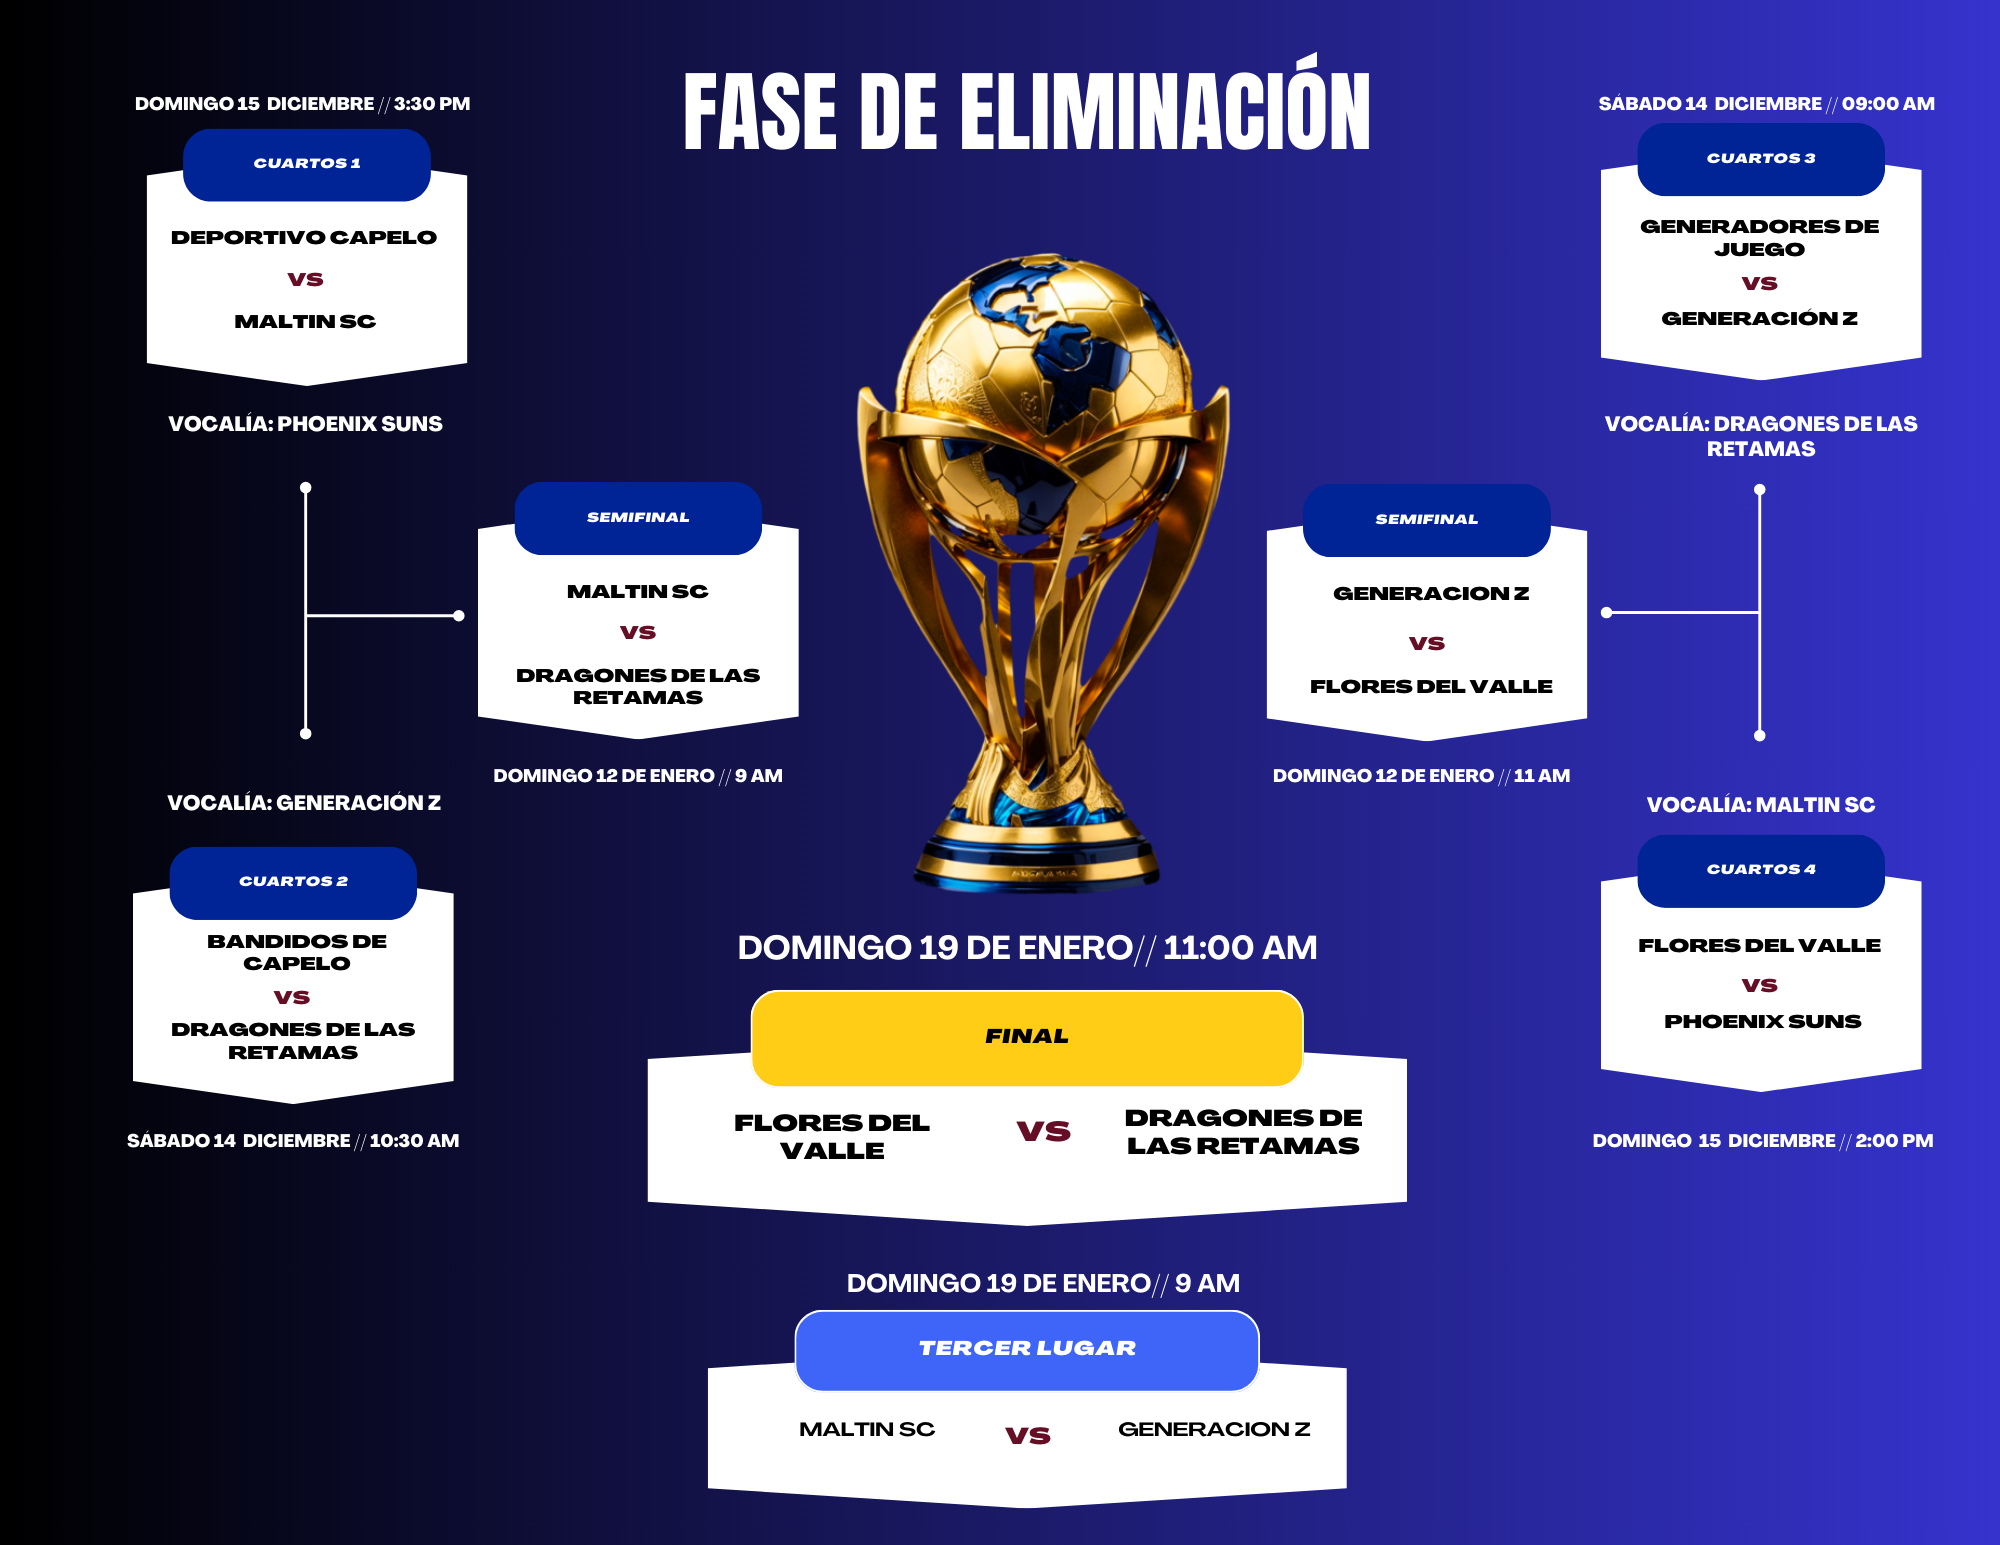 FASE DE ELIMINACIÓN
DOMINGO 15 DICIEMBRE // 3:30 PM
CUARTOS 1
DEPORTIVO CAPELO
VS
MALTIN SC
VOCALÍA: PHOENIX SUNS
SÁBADO 14 DICIEMBRE // 09:00 AM
CUARTOS 3
GENERADORES DE
JUEGO
VS
GENERACIÓN Z
VOCALÍA: DRAGONES DE LAS
RETAMAS
SEMIFINAL
MALTIN SC
VS
DRAGONES DE LAS
RETAMAS
DOMINGO 12 DE ENERO // 9 AM
SEMIFINAL
GENERACION Z
VS
FLORES DEL VALLE
DOMINGO 12 DE ENERO // 11 AM
VOCALÍA: GENERACIÓN Z
CUARTOS 2
BANDIDOS DE
CAPELO
VS
DRAGONES DE LAS
RETAMAS
SÁBADO 14 DICIEMBRE // 10:30 AM
VOCALÍA: MALTIN SC
CUARTOS 4
FLORES DEL VALLE
VS
PHOENIX SUNS
DOMINGO 15 DICIEMBRE // 2:00 PM
DOMINGO 19 DE ENERO// 11:00 AM
FINAL
FLORES DEL
VALLE
VS
DRAGONES DE
LAS RETAMAS
DOMINGO 19 DE ENERO// 9 AM
TERCER LUGAR
MALTIN SC
VS
GENERACION Z